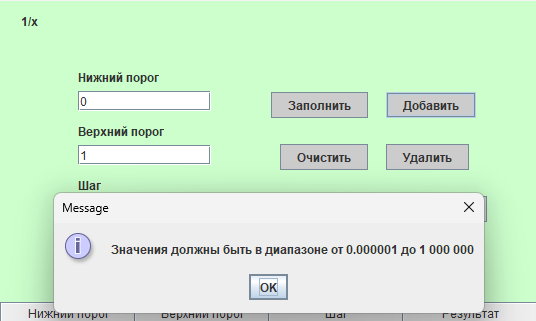 1/x
Нижний порог
0
Заполнить
Добавить
Верхний порог
1
Очистить
Удалить
Шаг
Message
Значения должны быть в диапазоне от 0.000001 до 1 000 000
OK
Нижний порог
Верхний порог
Шаг
Результат